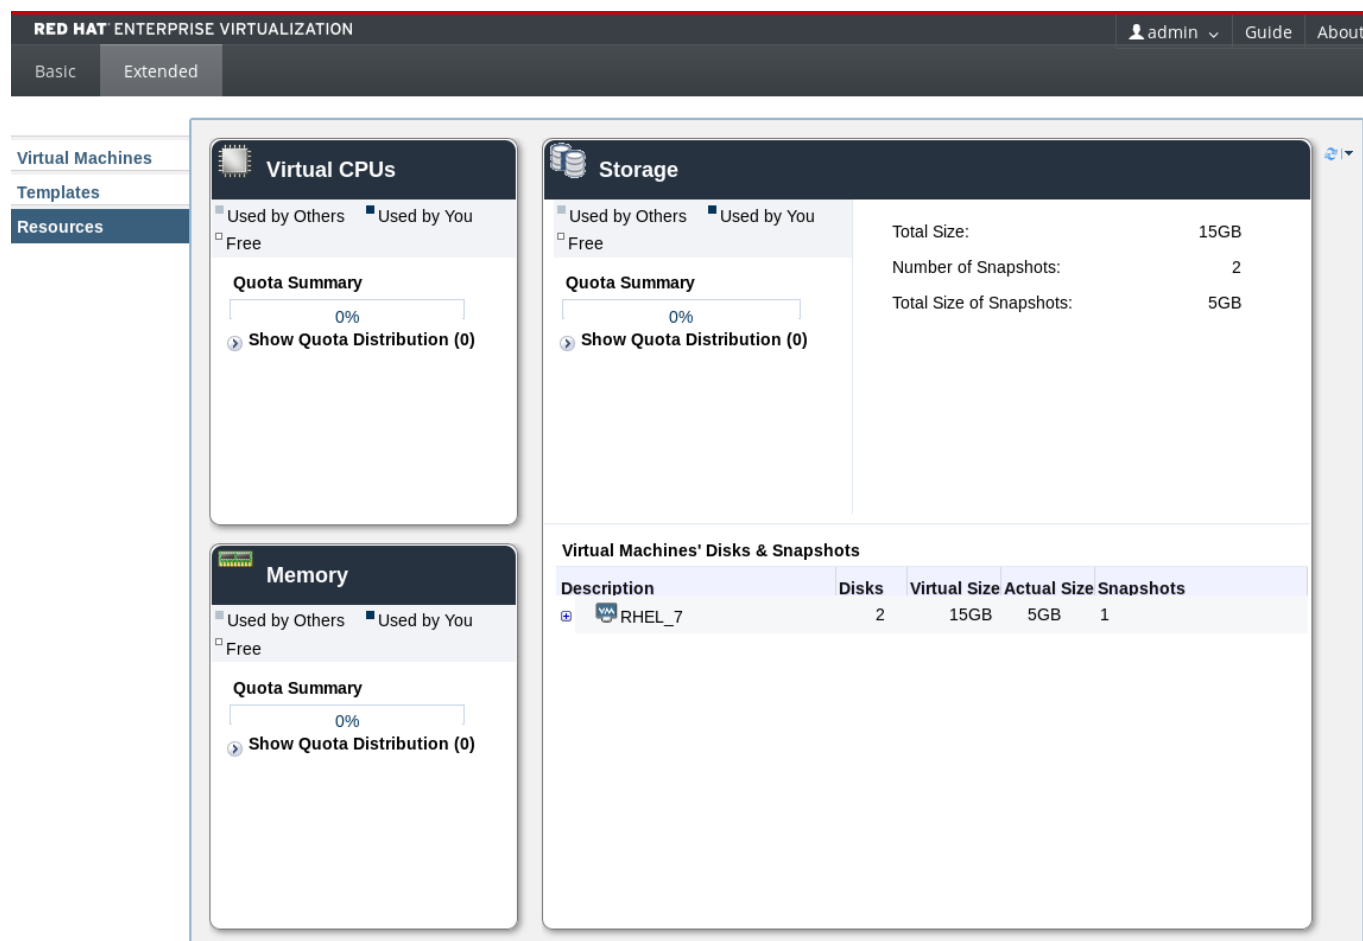 RED HAT ENTERPRISE VIRTUALIZATION
admin
Guide
About
Basic
Extended
Virtual Machines
Templates
Resources
Virtual CPUs
Used by Others
Used by You
Free
Quota Summary
0%
Show Quota Distribution (0)
Storage
Used by Others
Used by You
Free
Quota Summary
0%
Show Quota Distribution (0)
Total Size: 15GB
Number of Snapshots: 2
Total Size of Snapshots: 5GB
Memory
Used by Others
Used by You
Free
Quota Summary
0%
Show Quota Distribution (0)
Virtual Machines' Disks & Snapshots
Description Disks Virtual Size Actual Size Snapshots
RHEL_7 2 15GB 5GB 1